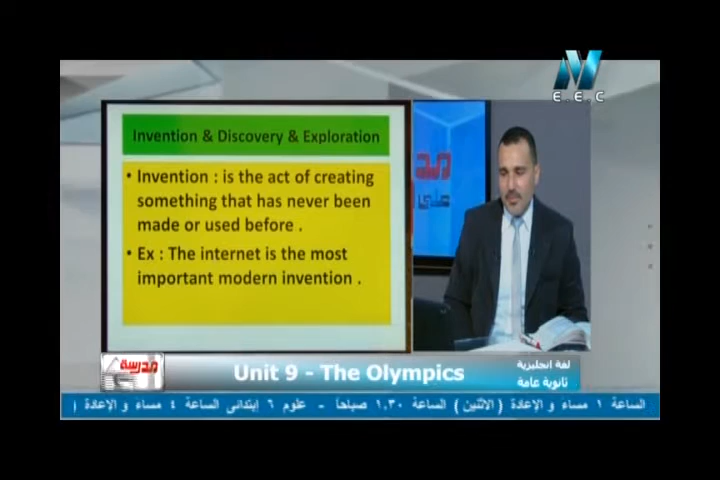 E.E.C
Invention & Discovery & Exploration
• Invention : is the act of creating
something that has never been
made or used before .
• Ex : The internet is the most
important modern invention .
مدرسة
Unit 9 - The Olympics
لغة انجليزية
ثانوية عامة
الساعة ١ مساء و الإعادة ( الاثنين ) الساعة ١,٣٠ صباحا - علوم ٦ إبتدائى الساعة ٤ مساء و الإعادة (